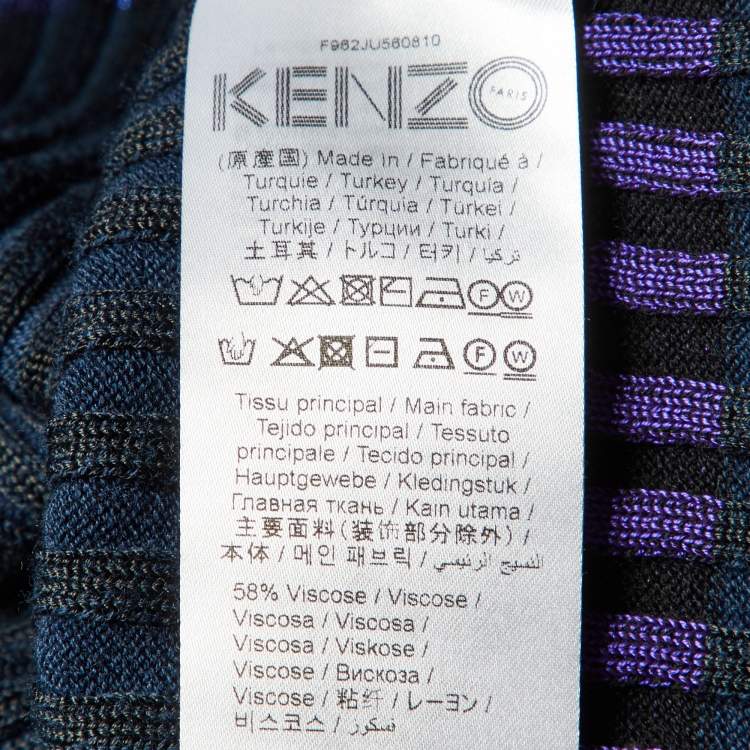 F962JU560810
KENZO
PARIS
(原産国) Made in / Fabriqué à /
Turquie / Turkey / Turquía /
Turchia / Túrquia / Türkei /
Turkije / Турции / Turki /
土耳其 / トルコ / 터키 / تركيا
F W
F W
Tissu principal / Main fabric /
Tejido principal / Tessuto
principale / Tecido principal /
Hauptgewebe / Kledingstuk /
Главная ткань / Kain utama /
主要面料 (装饰部分除外) /
本体 / 메인 패브릭 / النسيج الرئيسي
58% Viscose / Viscose /
Viscosa / Viscosa /
Viscosa / Viskose /
Viscose / Вискоза /
Viscose / 粘纤 / レーヨン /
비스코스 / فسكوز